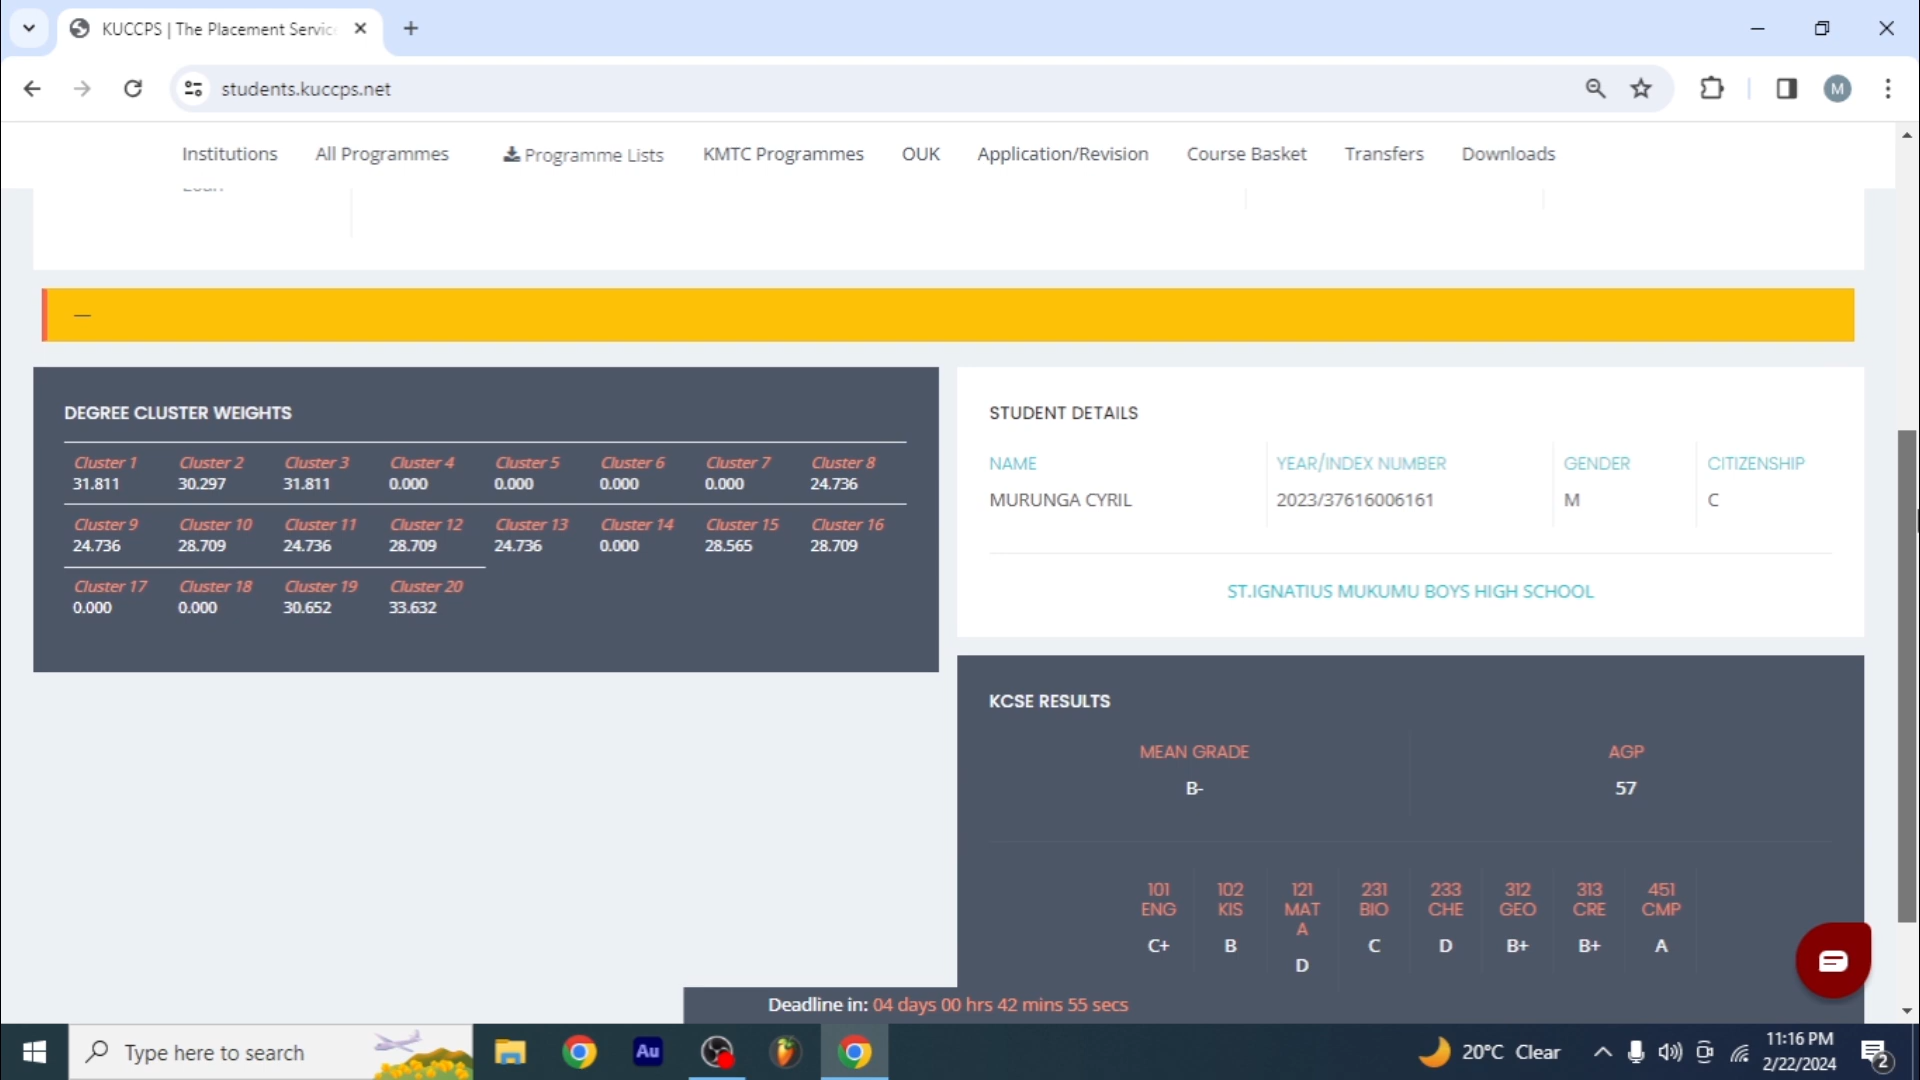 KUCCPS | The Placement Servic
students.kuccps.net
M
Institutions All Programmes Programme Lists KMTC Programmes OUK Application/Revision Course Basket Transfers Downloads
—
DEGREE CLUSTER WEIGHTS
Cluster 1 Cluster 2 Cluster 3 Cluster 4 Cluster 5 Cluster 6 Cluster 7 Cluster 8
31.811 30.297 31.811 0.000 0.000 0.000 0.000 24.736
Cluster 9 Cluster 10 Cluster 11 Cluster 12 Cluster 13 Cluster 14 Cluster 15 Cluster 16
24.736 28.709 24.736 28.709 24.736 0.000 28.565 28.709
Cluster 17 Cluster 18 Cluster 19 Cluster 20
0.000 0.000 30.652 33.632
STUDENT DETAILS
NAME YEAR/INDEX NUMBER GENDER CITIZENSHIP
MURUNGA CYRIL 2023/37616006161 M C
ST.IGNATIUS MUKUMU BOYS HIGH SCHOOL
KCSE RESULTS
MEAN GRADE AGP
B- 57
101 102 121 231 233 312 313 451
ENG KIS MAT BIO CHE GEO CRE CMP
A
C+ B C D B+ B+ A
D
Deadline in: 04 days 00 hrs 42 mins 55 secs
Type here to search
Au
20°C Clear
11:16 PM
2/22/2024
2